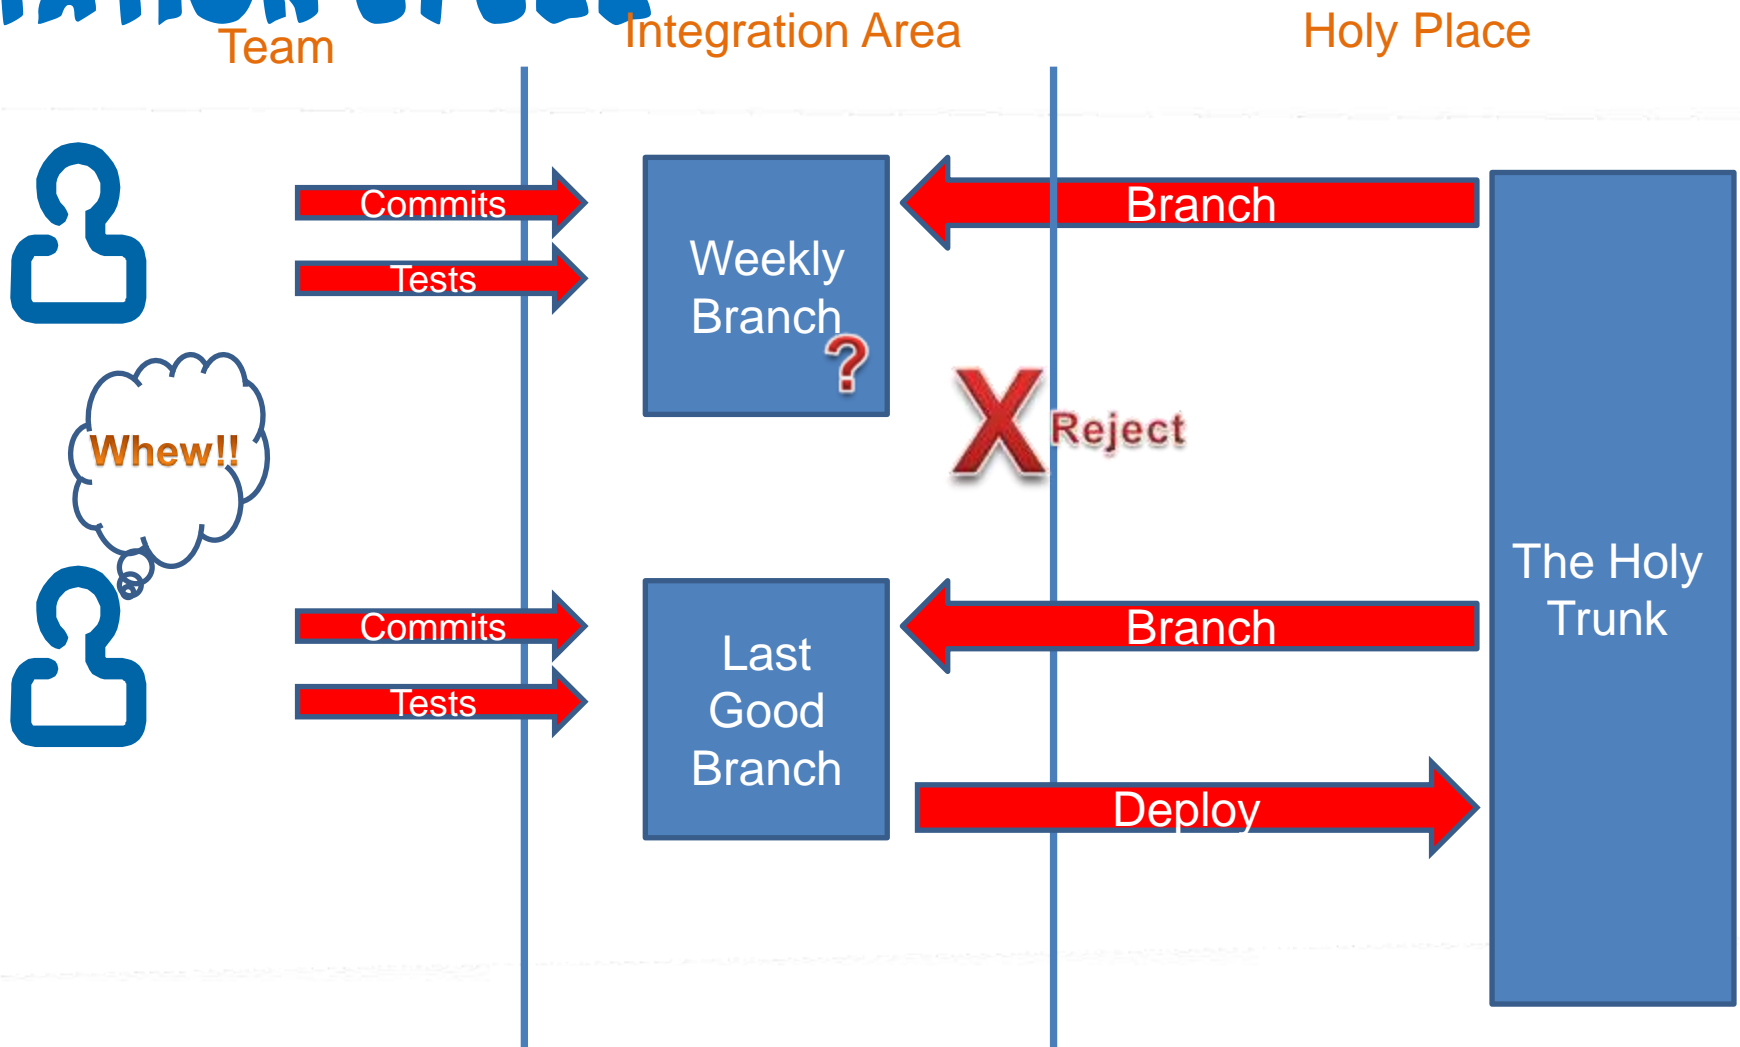 Team
Integration Area
Holy Place
Commits
Branch
Tests
Weekly
Branch
?
X Reject
Whew!!
Commits
Branch
Tests
Last
Good
Branch
Deploy
The Holy
Trunk